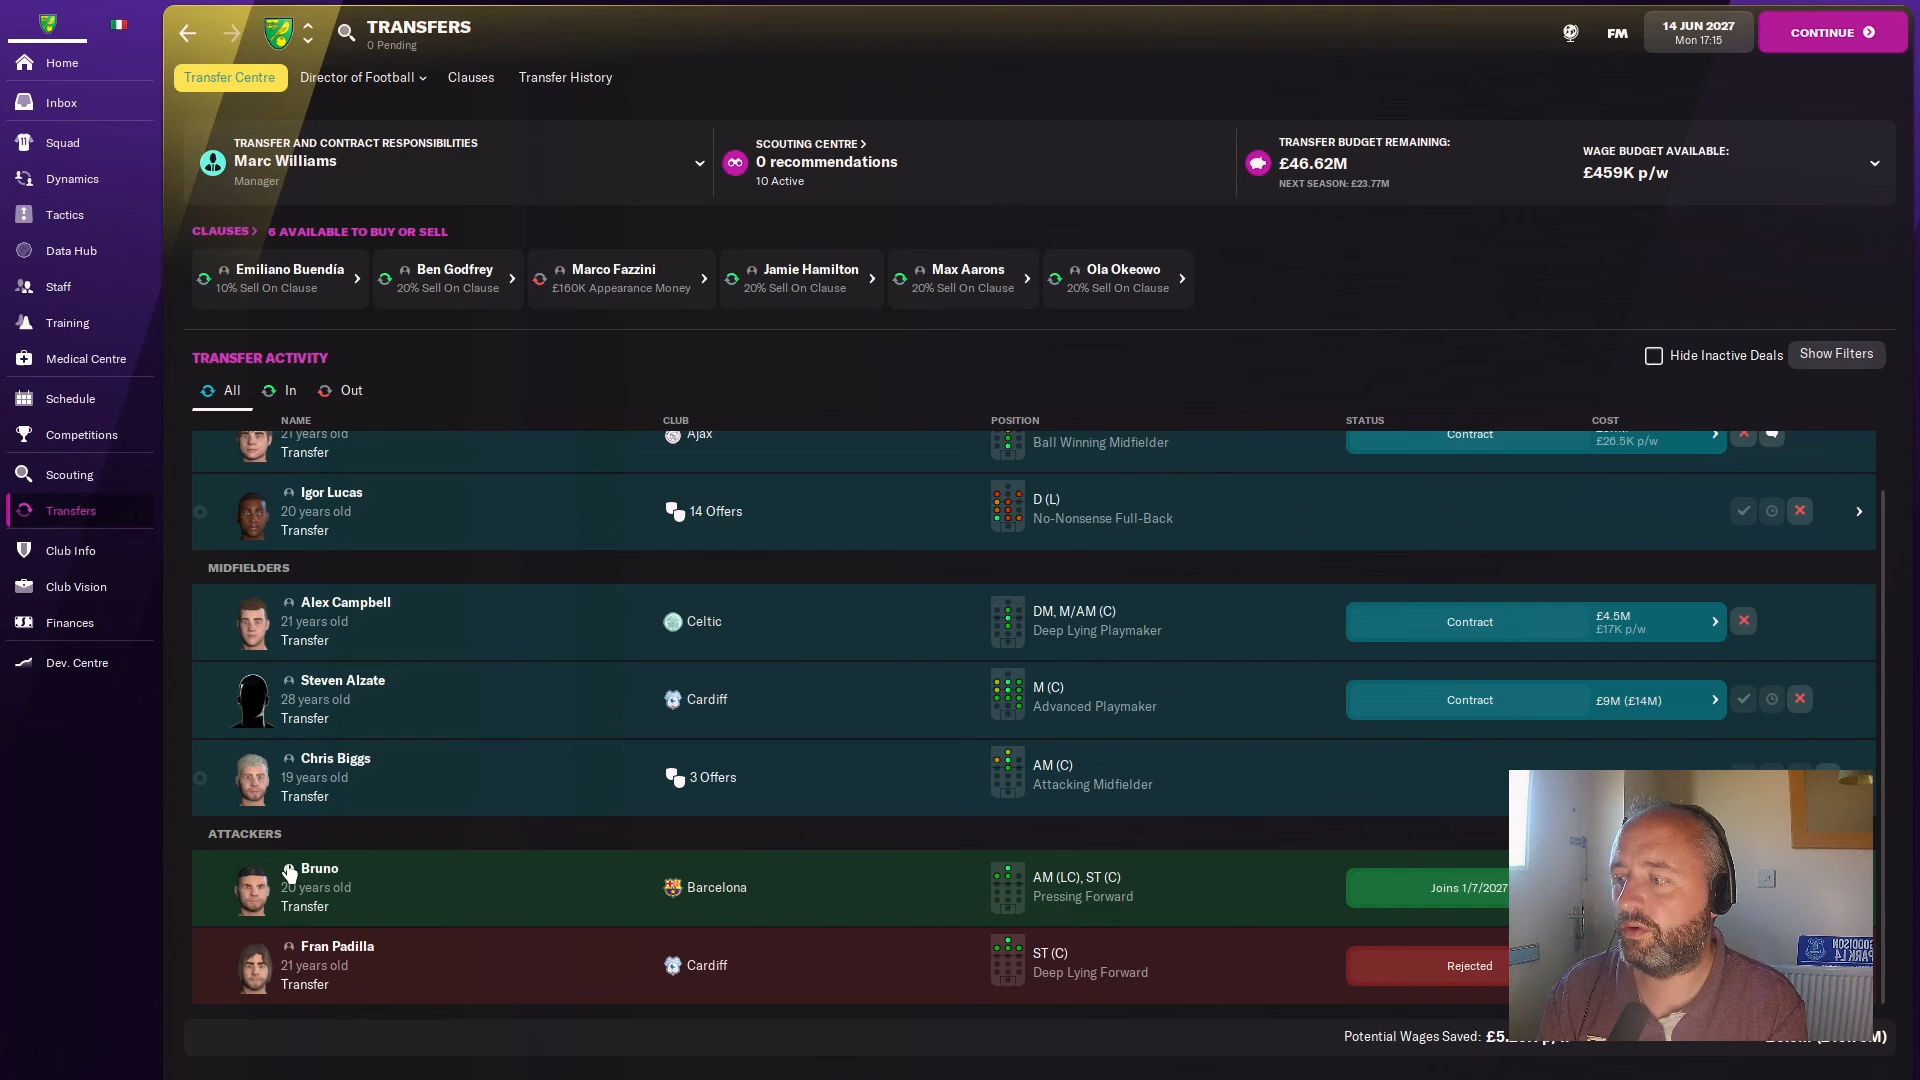 TRANSFERS
0 Pending
FM
14 JUN 2027
Mon 17:15
CONTINUE
Home
Inbox
Squad
Dynamics
Tactics
Data Hub
Staff
Training
Medical Centre
Schedule
Competitions
Scouting
Transfers
Club Info
Club Vision
Finances
Dev. Centre
Transfer Centre
Director of Football
Clauses
Transfer History
TRANSFER AND CONTRACT RESPONSIBILITIES
Marc Williams
Manager
SCOUTING CENTRE >
0 recommendations
10 Active
TRANSFER BUDGET REMAINING:
£46.62M
NEXT SEASON: £23.77M
WAGE BUDGET AVAILABLE:
£459K p/w
CLAUSES > 6 AVAILABLE TO BUY OR SELL
Emiliano Buendía
10% Sell On Clause
Ben Godfrey
20% Sell On Clause
Marco Fazzini
£160K Appearance Money
Jamie Hamilton
20% Sell On Clause
Max Aarons
20% Sell On Clause
Ola Okeowo
20% Sell On Clause
TRANSFER ACTIVITY
Hide Inactive Deals
Show Filters
All
In
Out
NAME CLUB POSITION STATUS COST
21 years old
Transfer
Ajax
Ball Winning Midfielder
Contract
£26.5K p/w
Igor Lucas
20 years old
Transfer
14 Offers
D (L)
No-Nonsense Full-Back
MIDFIELDERS
Alex Campbell
21 years old
Transfer
Celtic
DM, M/AM (C)
Deep Lying Playmaker
Contract
£4.5M
£17K p/w
Steven Alzate
28 years old
Transfer
Cardiff
M (C)
Advanced Playmaker
Contract
£9M (£14M)
Chris Biggs
19 years old
Transfer
3 Offers
AM (C)
Attacking Midfielder
ATTACKERS
Bruno
20 years old
Transfer
Barcelona
AM (LC), ST (C)
Pressing Forward
Joins 1/7/2027
Fran Padilla
21 years old
Transfer
Cardiff
ST (C)
Deep Lying Forward
Rejected
Potential Wages Saved: